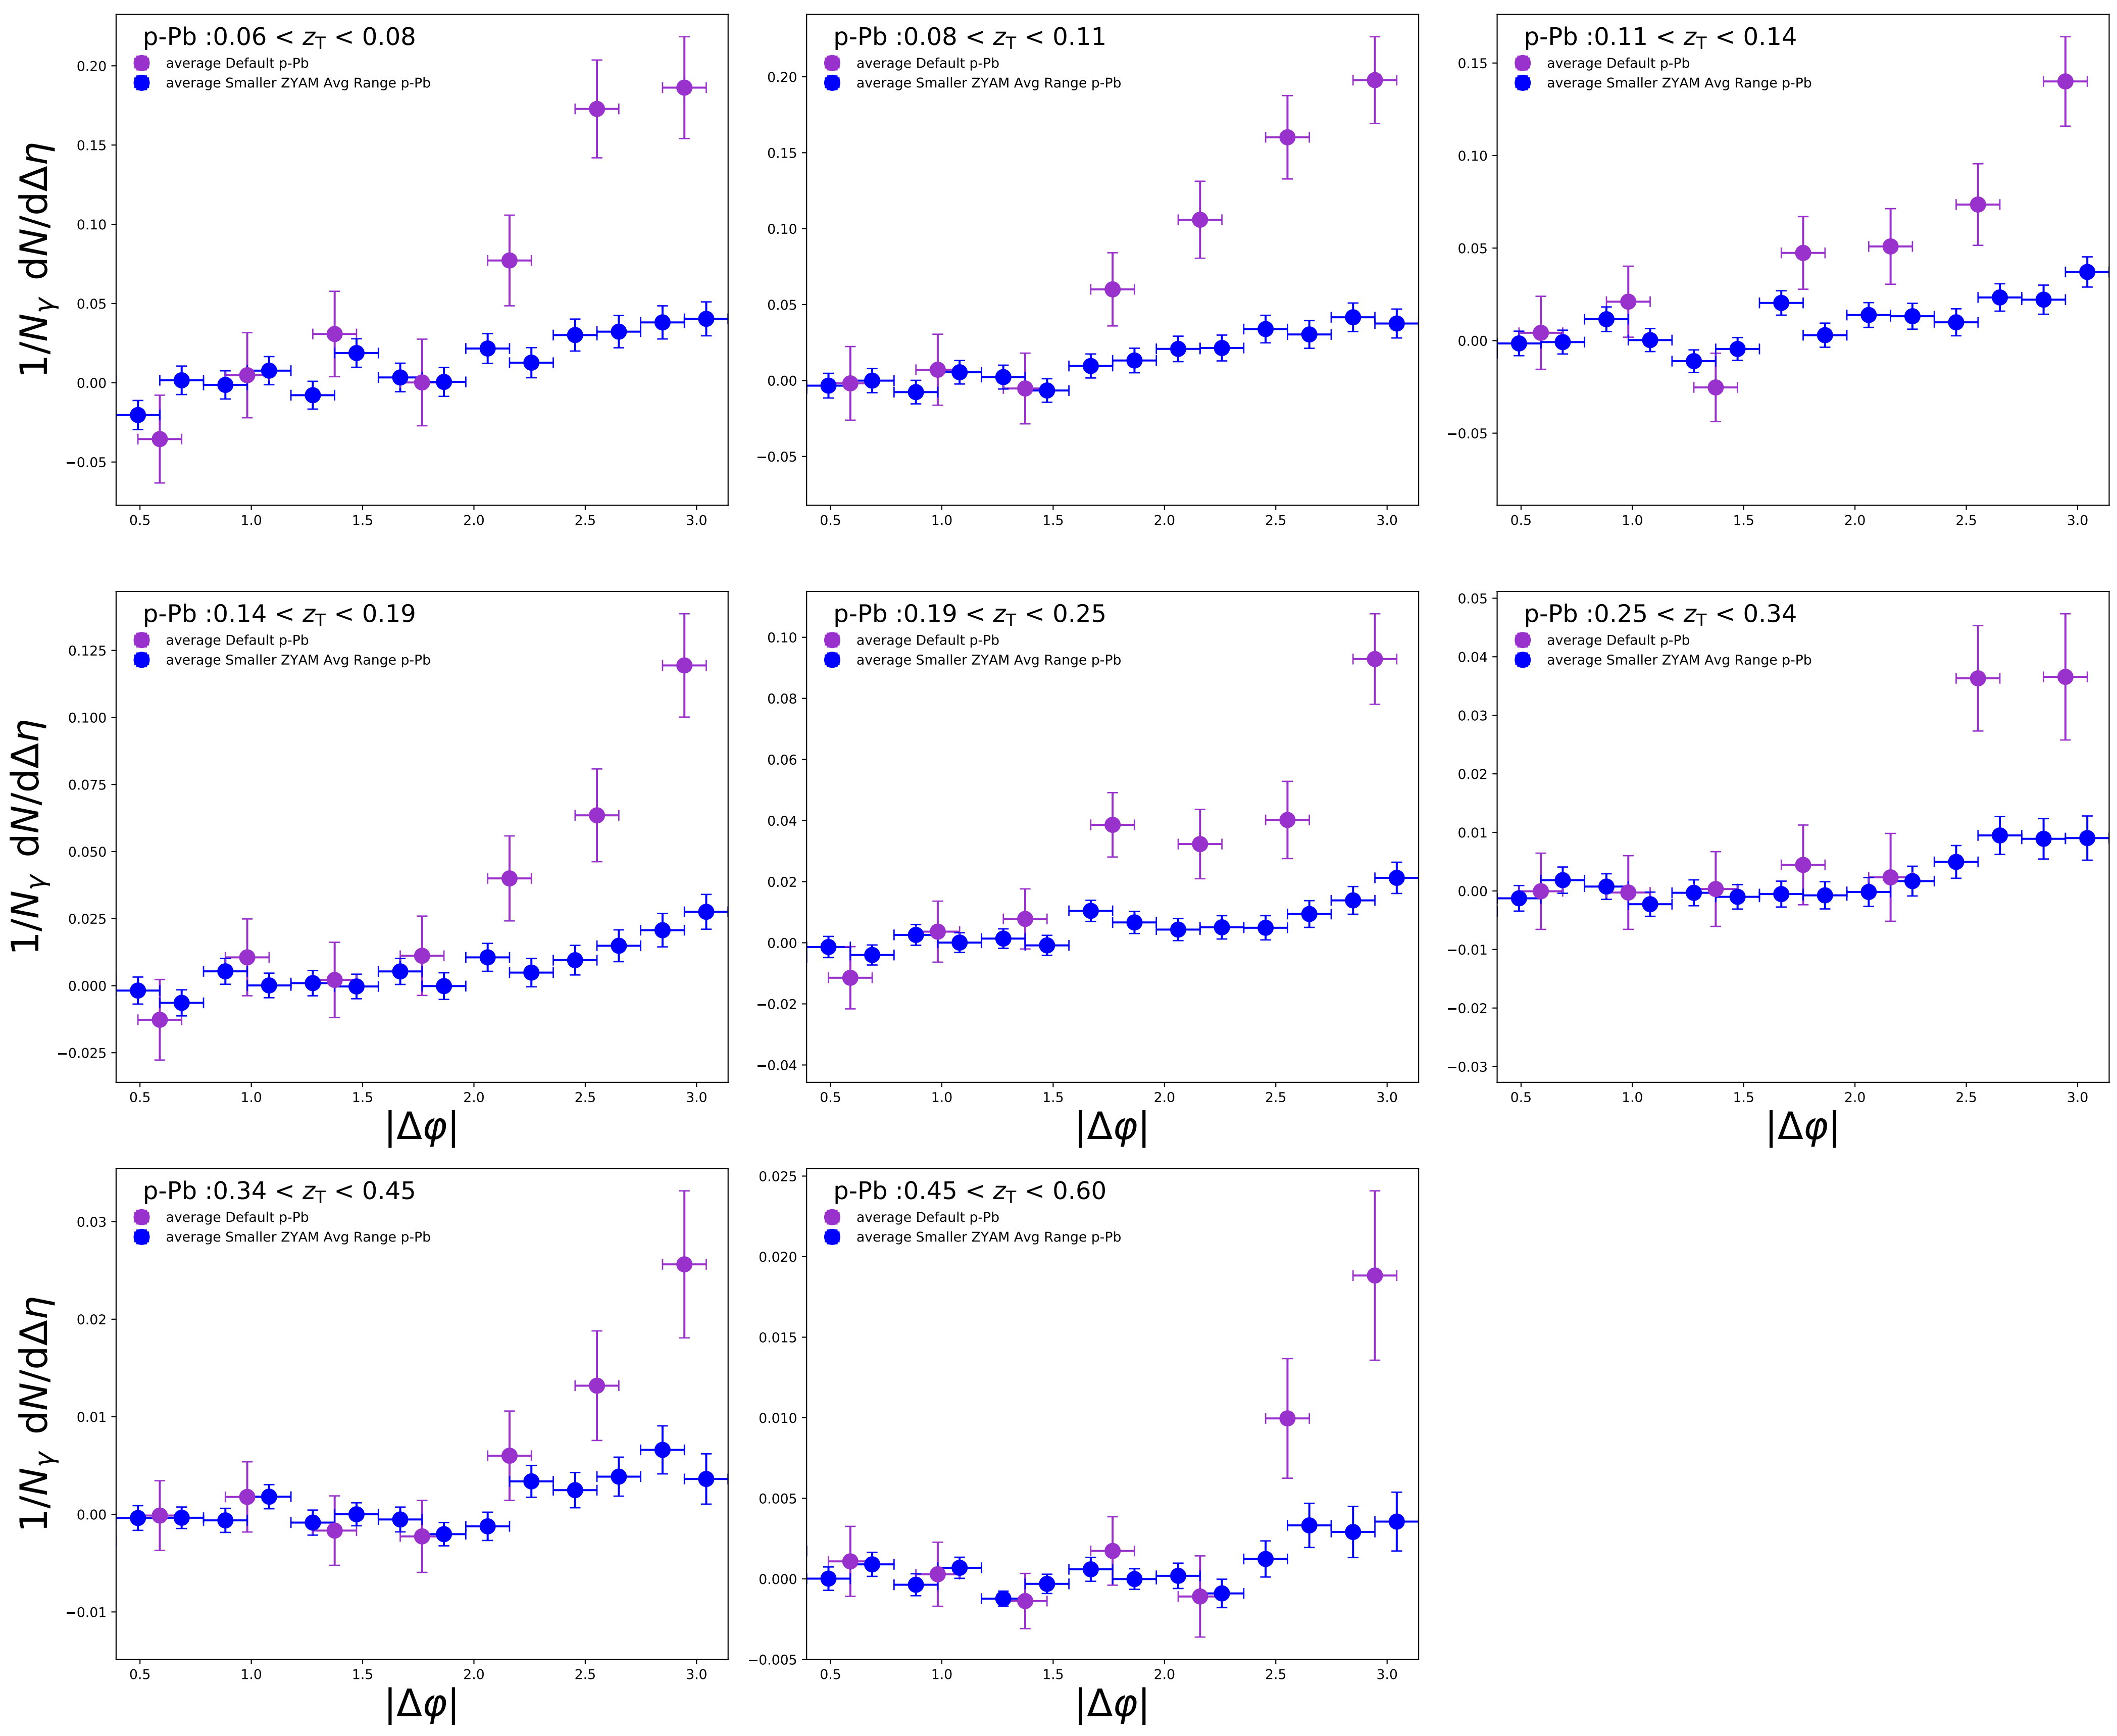 p-Pb :0.06 < zT < 0.08
average Default p-Pb
average Smaller ZYAM Avg Range p-Pb
1/Nγ dN/dΔη
0.20
0.15
0.10
0.05
0.00
−0.05
0.5 1.0 1.5 2.0 2.5 3.0
p-Pb :0.08 < zT < 0.11
average Default p-Pb
average Smaller ZYAM Avg Range p-Pb
0.20
0.15
0.10
0.05
0.00
−0.05
0.5 1.0 1.5 2.0 2.5 3.0
p-Pb :0.11 < zT < 0.14
average Default p-Pb
average Smaller ZYAM Avg Range p-Pb
0.15
0.10
0.05
0.00
−0.05
0.5 1.0 1.5 2.0 2.5 3.0
p-Pb :0.14 < zT < 0.19
average Default p-Pb
average Smaller ZYAM Avg Range p-Pb
1/Nγ dN/dΔη
0.125
0.100
0.075
0.050
0.025
0.000
−0.025
0.5 1.0 1.5 2.0 2.5 3.0
|Δφ|
p-Pb :0.19 < zT < 0.25
average Default p-Pb
average Smaller ZYAM Avg Range p-Pb
0.10
0.08
0.06
0.04
0.02
0.00
−0.02
−0.04
0.5 1.0 1.5 2.0 2.5 3.0
|Δφ|
p-Pb :0.25 < zT < 0.34
average Default p-Pb
average Smaller ZYAM Avg Range p-Pb
0.05
0.04
0.03
0.02
0.01
0.00
−0.01
−0.02
−0.03
0.5 1.0 1.5 2.0 2.5 3.0
|Δφ|
p-Pb :0.34 < zT < 0.45
average Default p-Pb
average Smaller ZYAM Avg Range p-Pb
1/Nγ dN/dΔη
0.03
0.02
0.01
0.00
−0.01
0.5 1.0 1.5 2.0 2.5 3.0
|Δφ|
p-Pb :0.45 < zT < 0.60
average Default p-Pb
average Smaller ZYAM Avg Range p-Pb
0.025
0.020
0.015
0.010
0.005
0.000
−0.005
0.5 1.0 1.5 2.0 2.5 3.0
|Δφ|